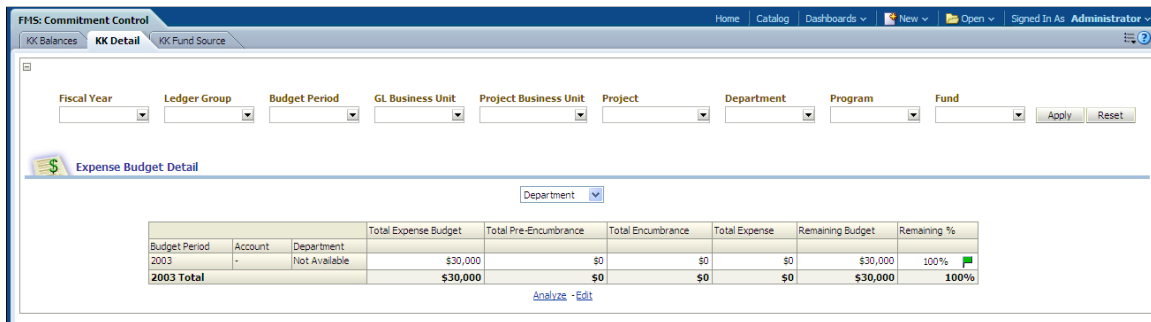 FMS: Commitment Control Home Catalog Dashboards New Open Signed In As Administrator
KK Balances KK Detail KK Fund Source
Fiscal Year Ledger Group Budget Period GL Business Unit Project Business Unit Project Department Program Fund
Apply Reset
Expense Budget Detail
Department
Total Expense Budget Total Pre-Encumbrance Total Encumbrance Total Expense Remaining Budget Remaining %
Budget Period Account Department
2003 - Not Available $30,000 $0 $0 $0 $30,000 100%
2003 Total $30,000 $0 $0 $0 $30,000 100%
Analyze - Edit